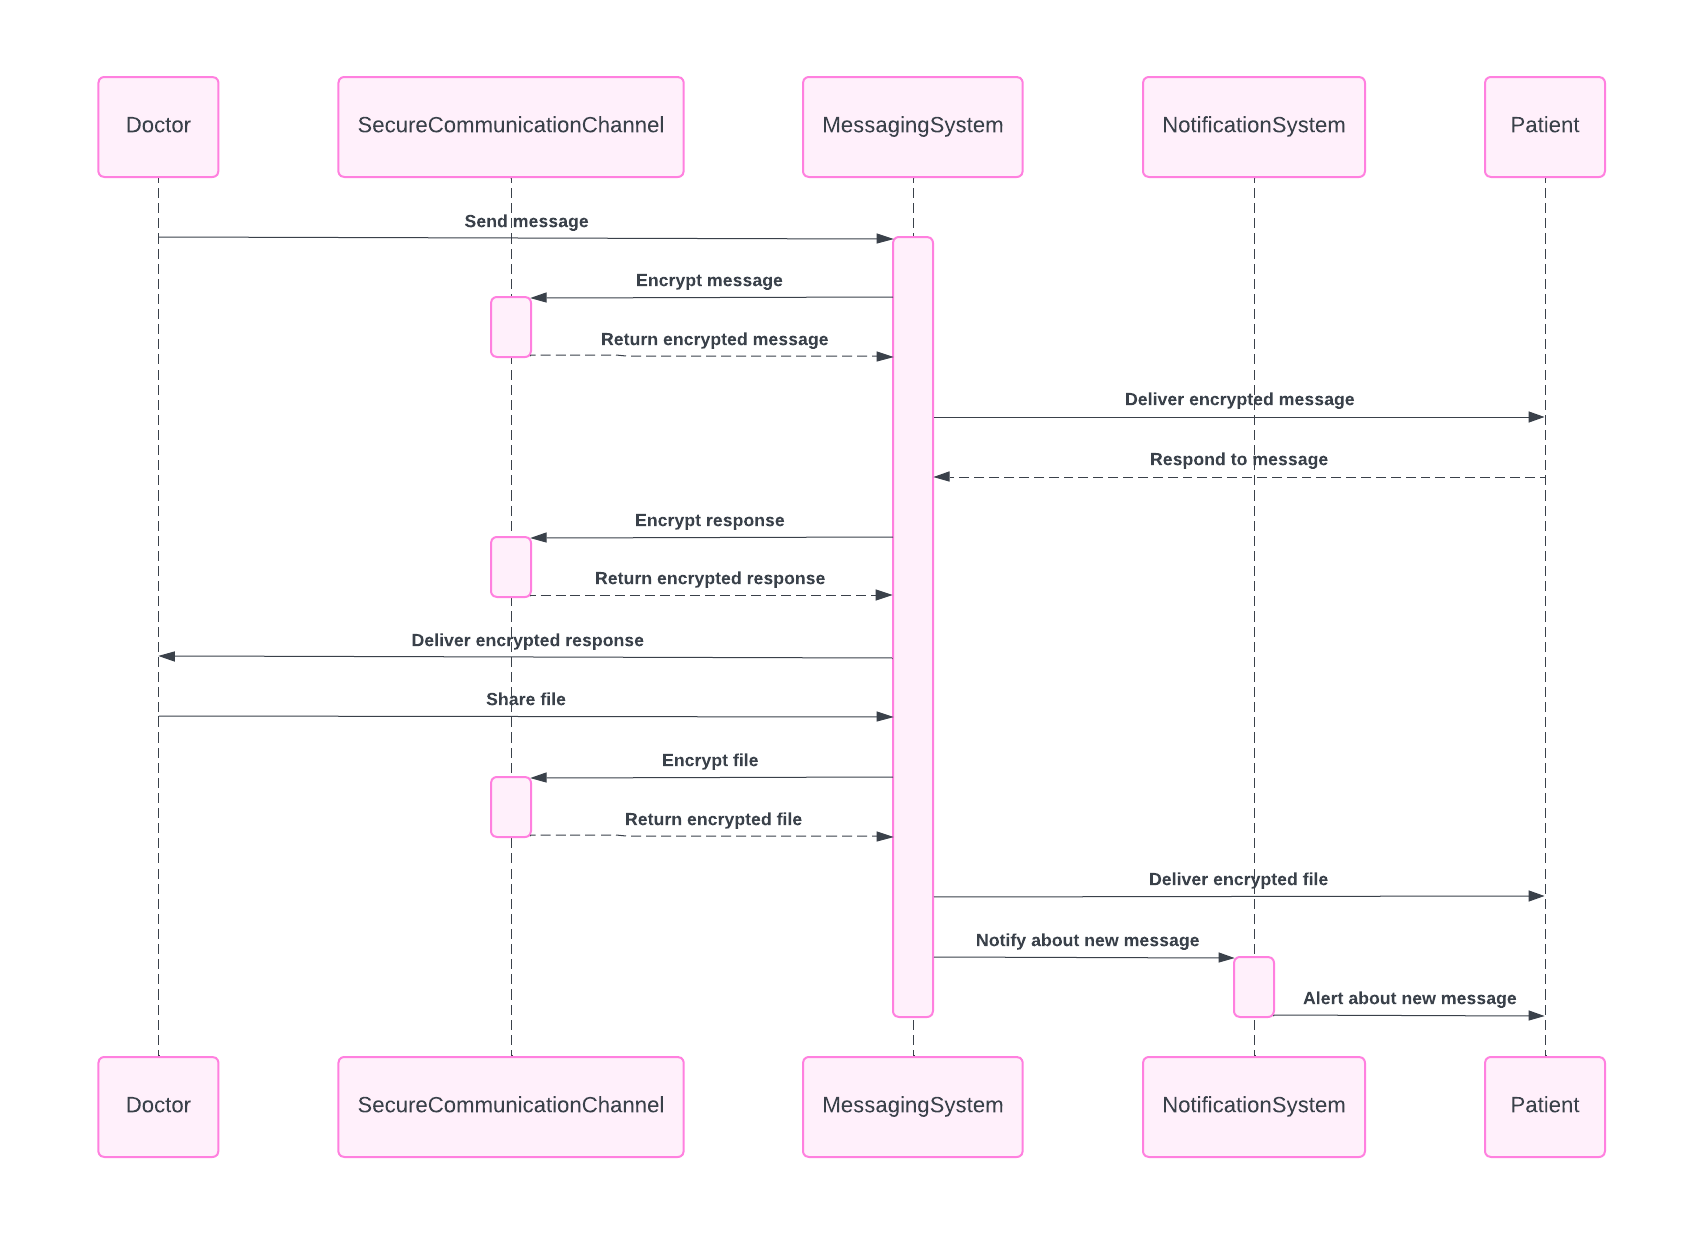 Doctor
SecureCommunicationChannel
MessagingSystem
NotificationSystem
Patient
Send message
Encrypt message
Return encrypted message
Deliver encrypted message
Respond to message
Encrypt response
Return encrypted response
Deliver encrypted response
Share file
Encrypt file
Return encrypted file
Deliver encrypted file
Notify about new message
Alert about new message
Doctor
SecureCommunicationChannel
MessagingSystem
NotificationSystem
Patient